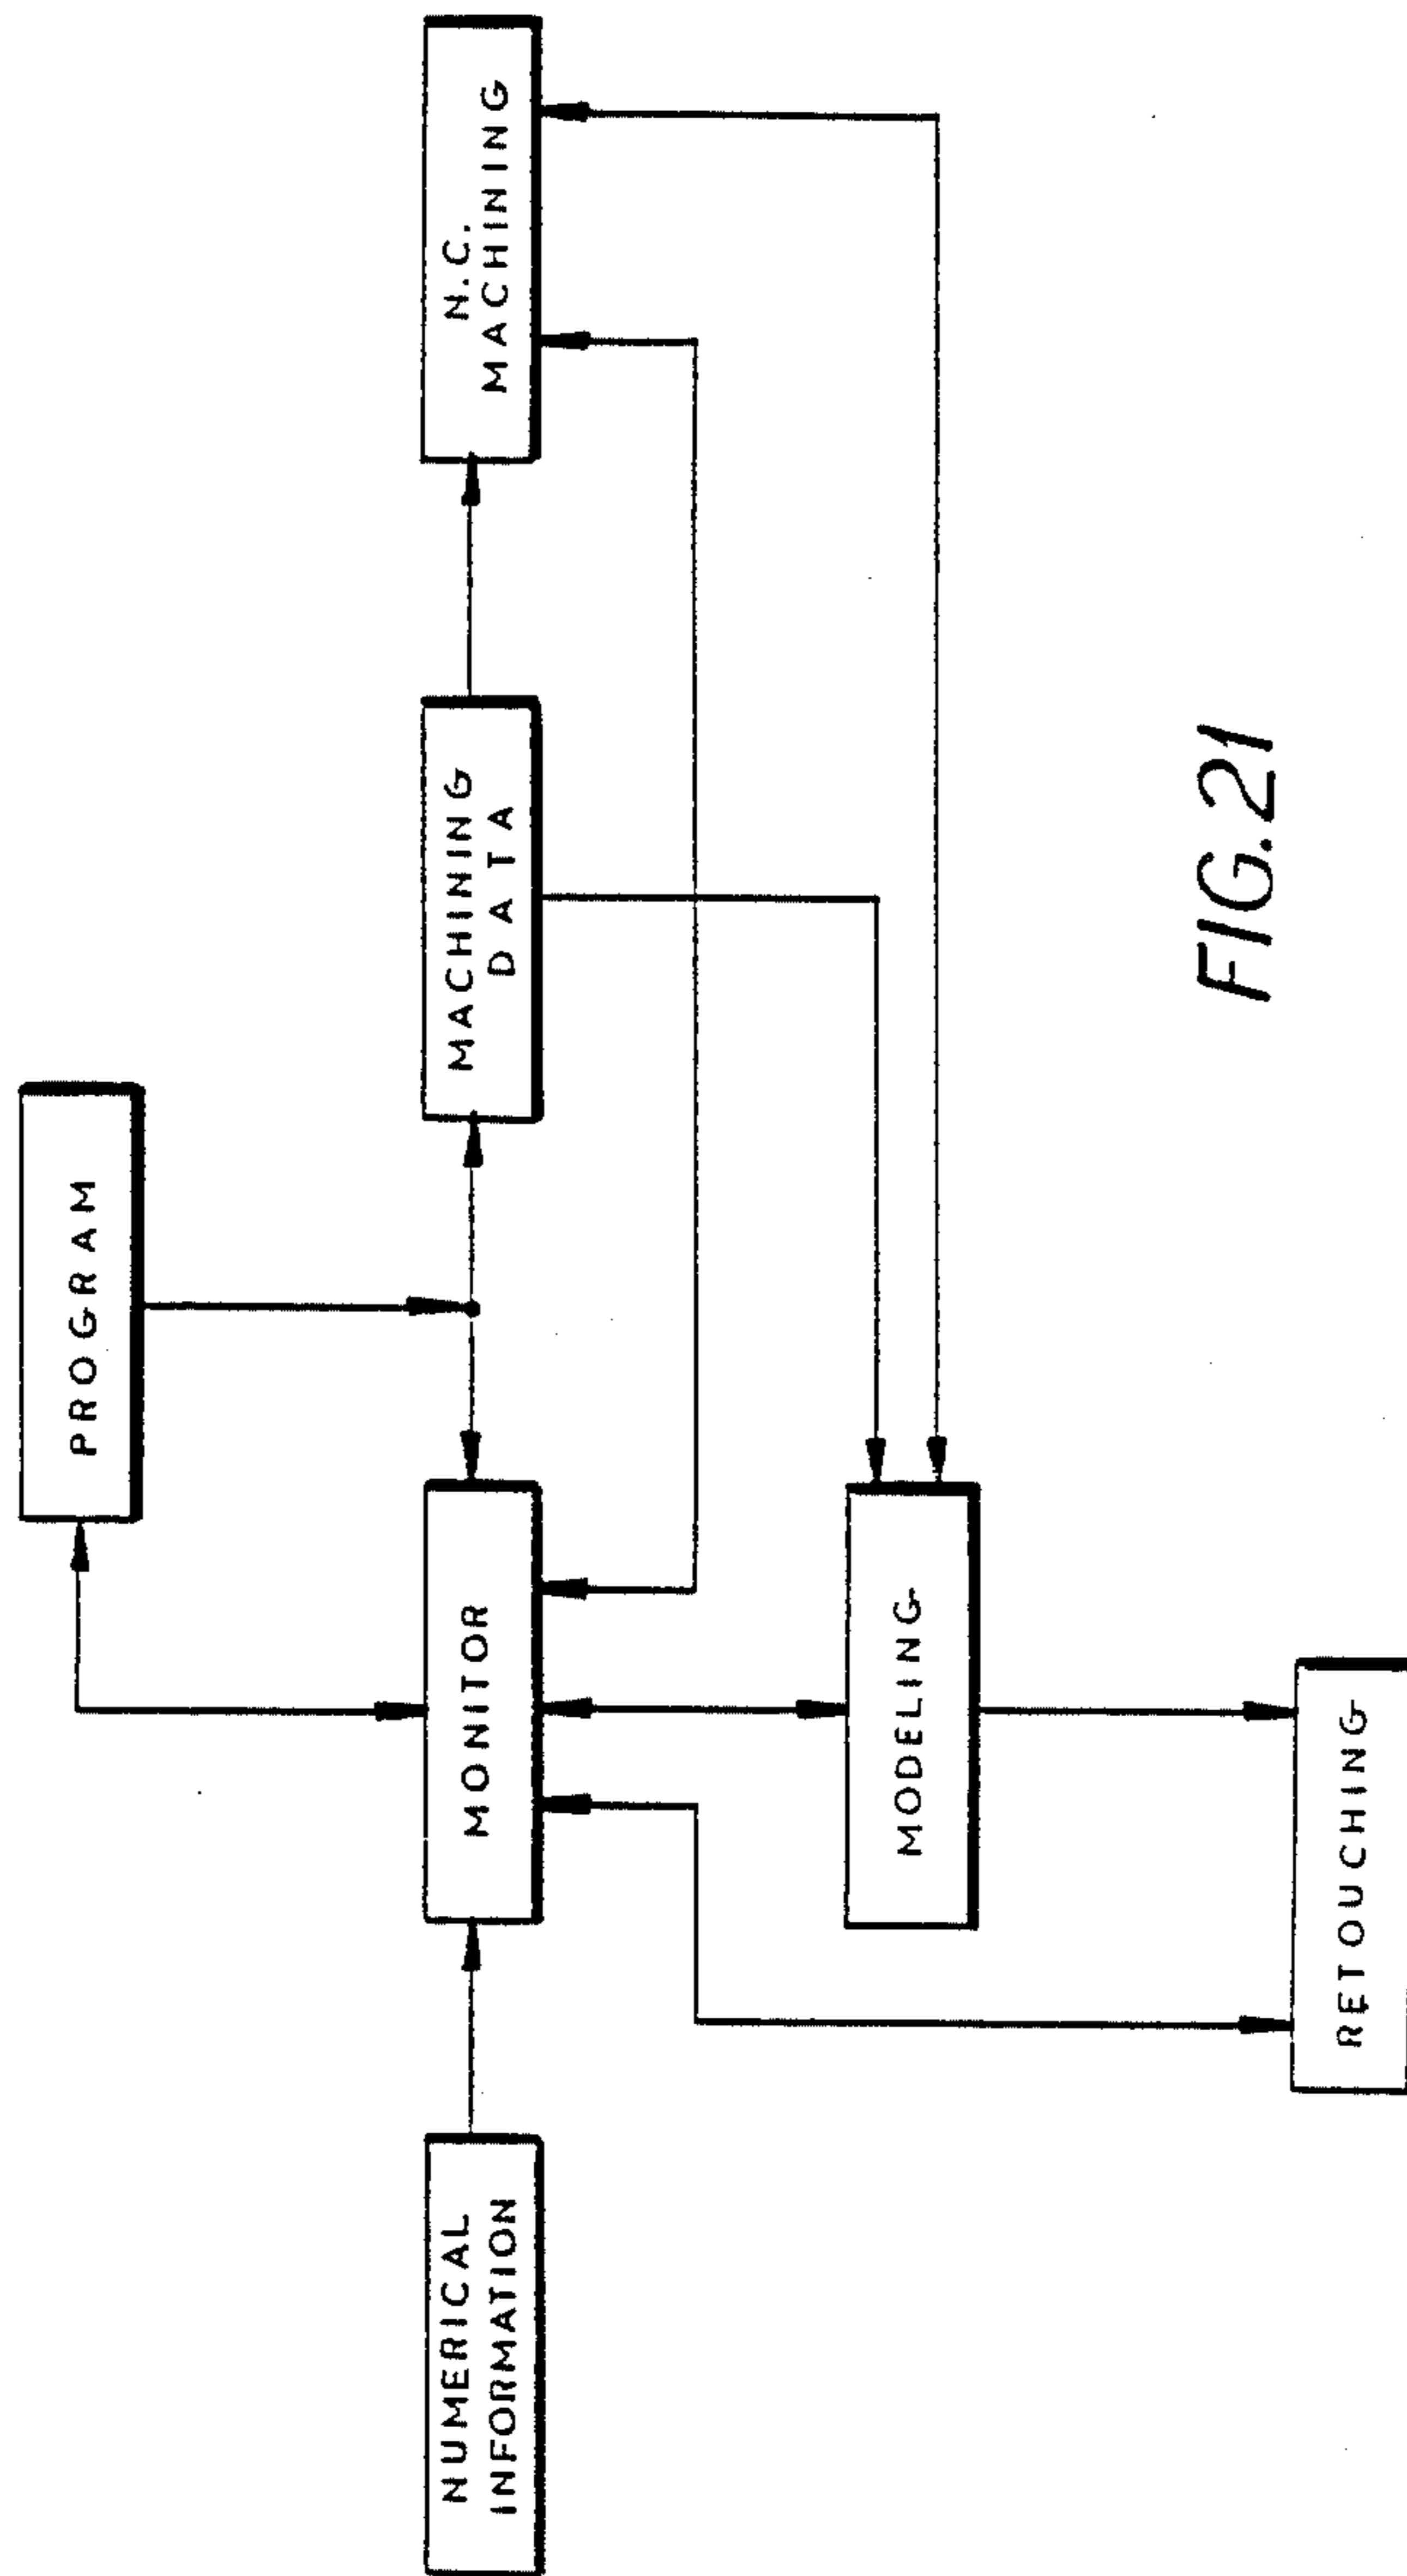 PROGRAM
NUMERICAL
INFORMATION
MONITOR
MACHINING
DATA
N.C.
MACHINING
MODELING
RETOUCHING
FIG. 21